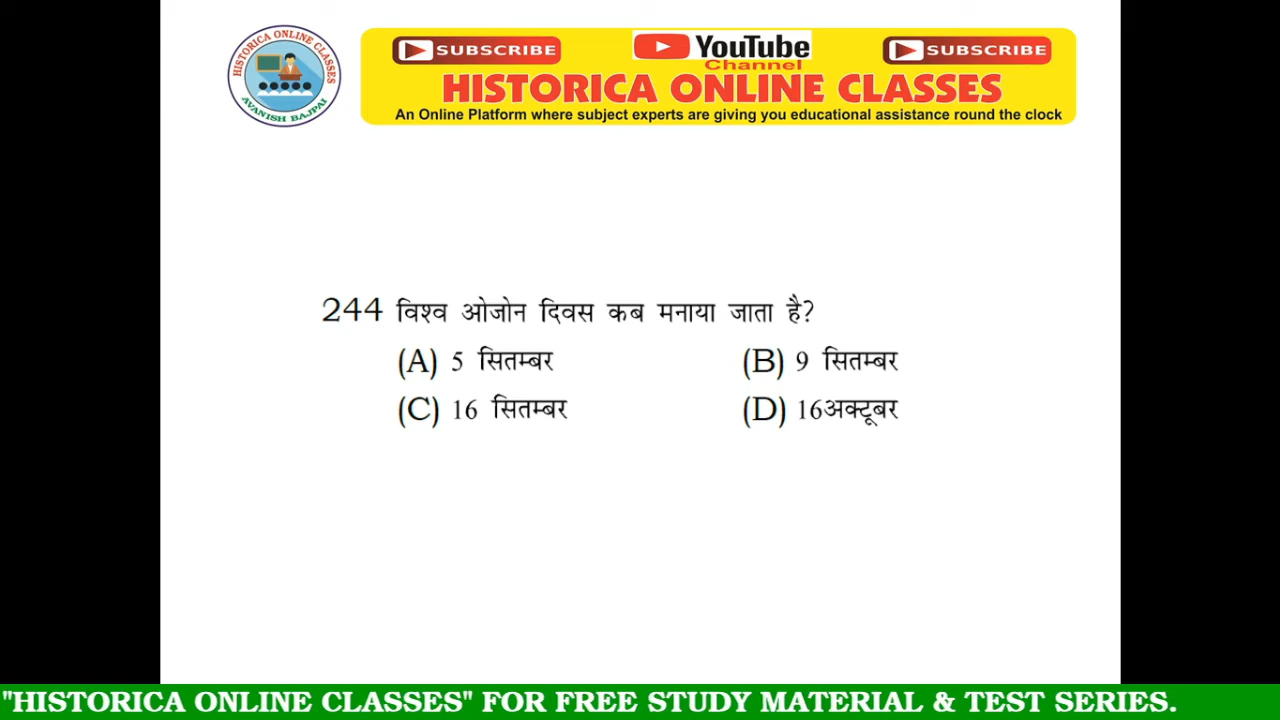 HISTORICA ONLINE CLASSES
AVANISH BAJPAI
SUBSCRIBE
YouTube
SUBSCRIBE
Channel
HISTORICA ONLINE CLASSES
An Online Platform where subject experts are giving you educational assistance round the clock
244 विश्व ओजोन दिवस कब मनाया जाता है?
(A) 5 सितम्बर (B) 9 सितम्बर
(C) 16 सितम्बर (D) 16अक्टूबर
"HISTORICA ONLINE CLASSES" FOR FREE STUDY MATERIAL & TEST SERIES.